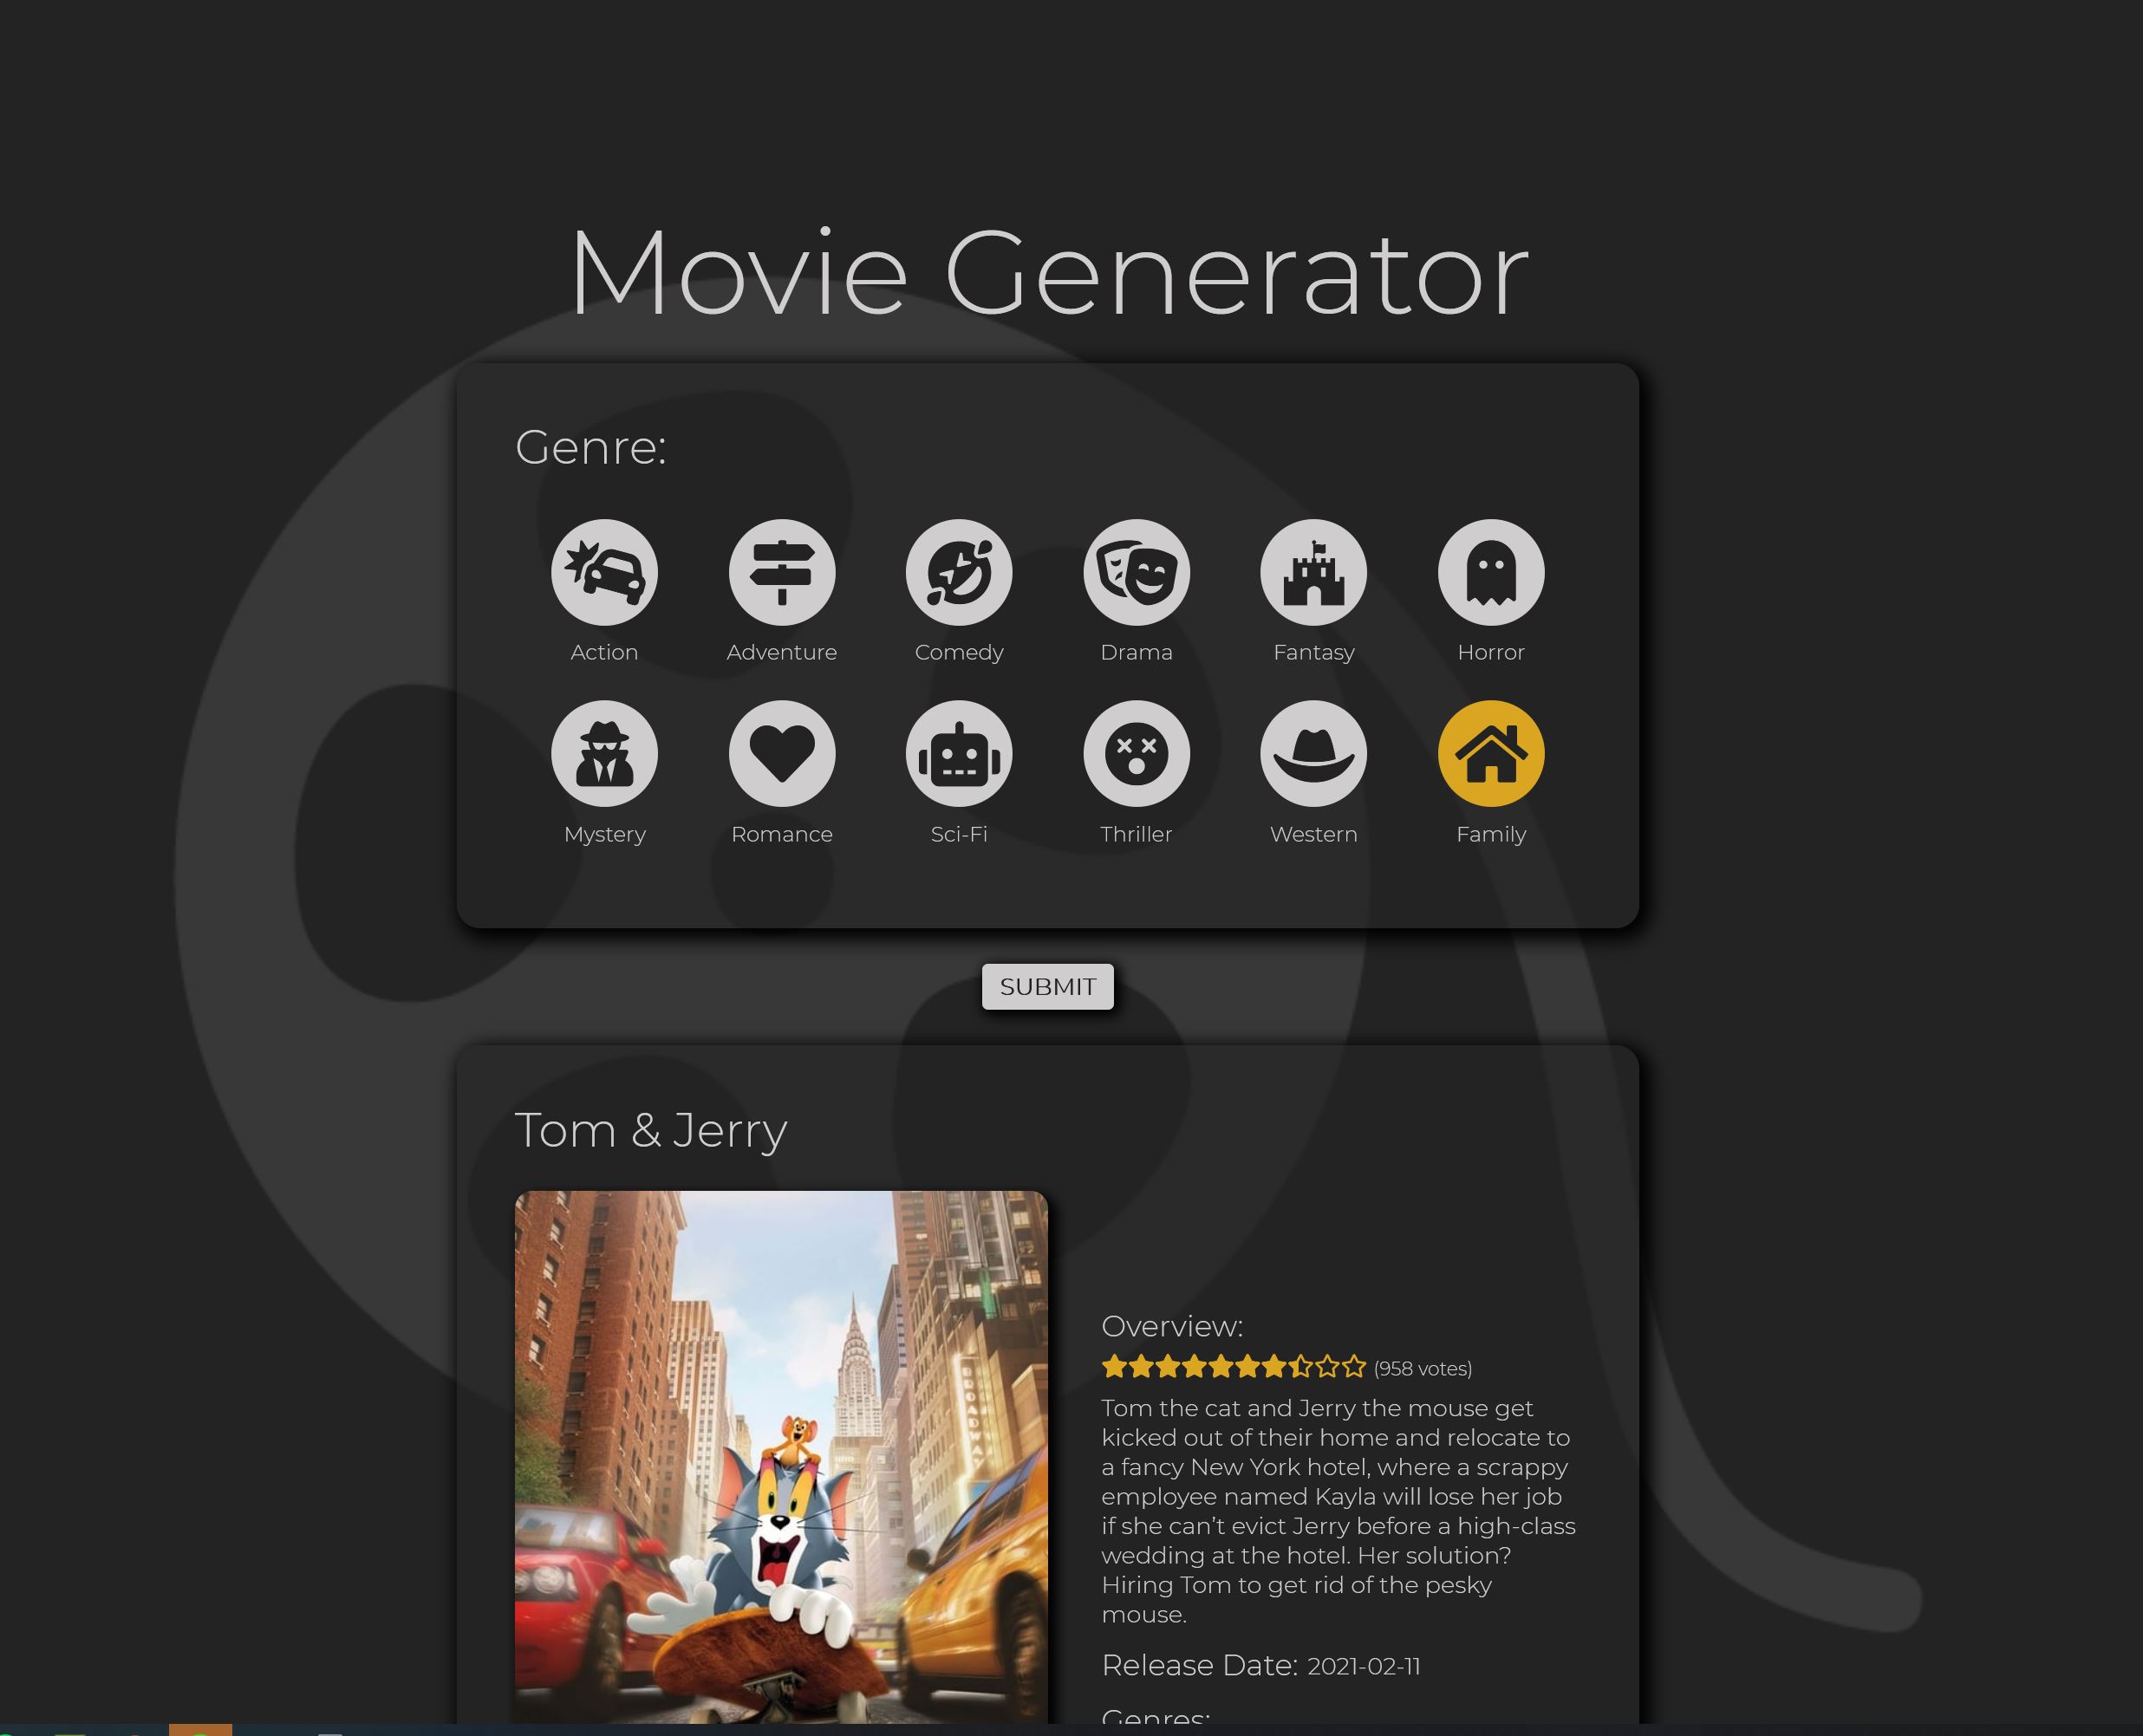 Movie Generator
Genre:
Action Adventure Comedy Drama Fantasy Horror
Mystery Romance Sci-Fi Thriller Western Family
SUBMIT
Tom & Jerry
BROADWAY
Overview:
(958 votes)
Tom the cat and Jerry the mouse get
kicked out of their home and relocate to
a fancy New York hotel, where a scrappy
employee named Kayla will lose her job
if she can’t evict Jerry before a high-class
wedding at the hotel. Her solution?
Hiring Tom to get rid of the pesky
mouse.
Release Date: 2021-02-11
Genres: